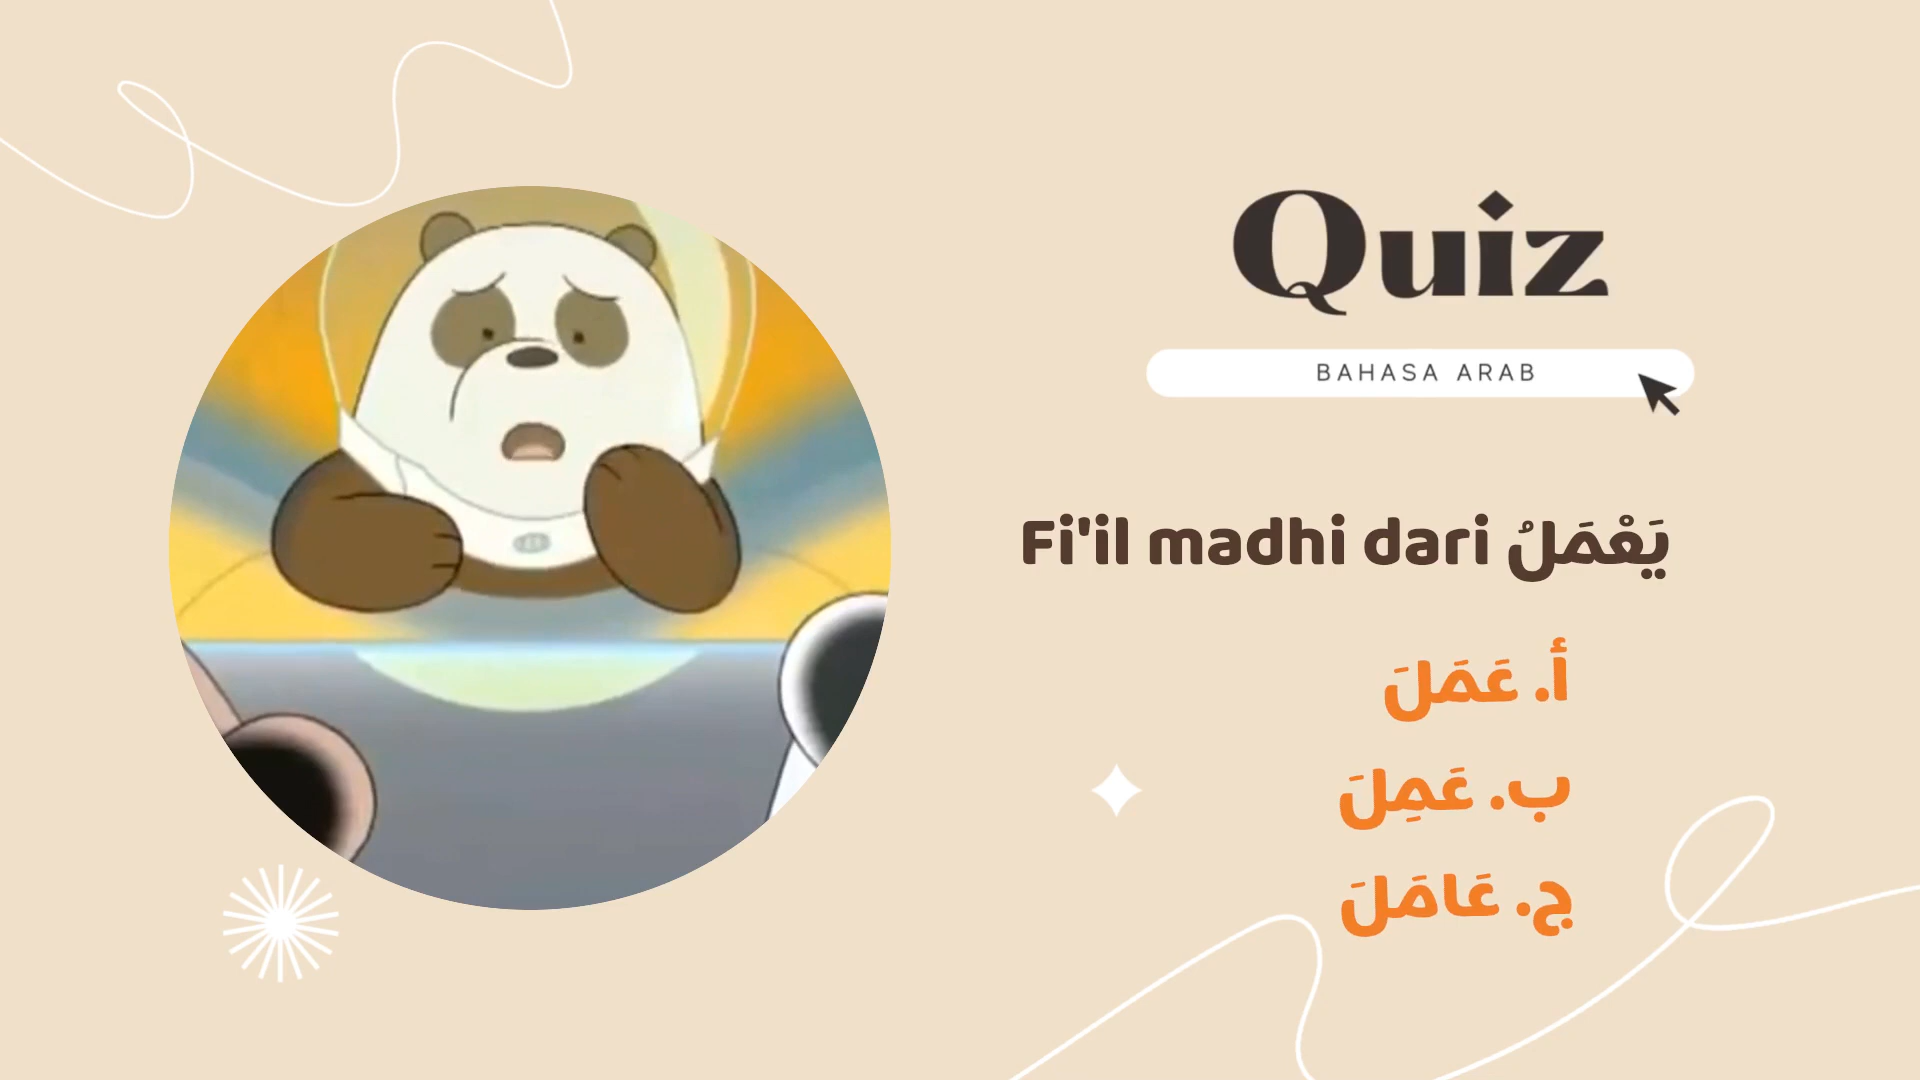 Quiz
BAHASA ARAB
Fi'il madhi dari يَعْمَلُ
أ. عَمَلَ
ب. عَمِلَ
ج. عَامَلَ